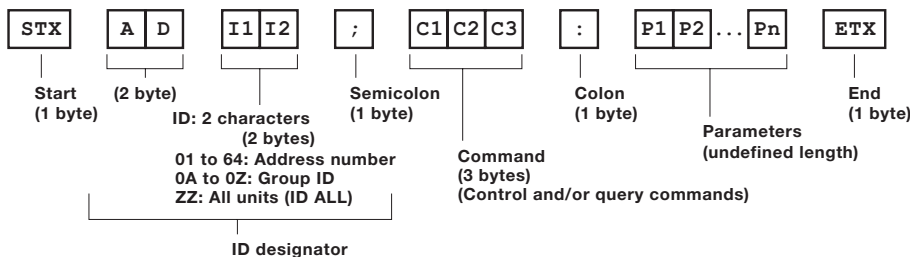 STX A D I1 I2 ; C1 C2 C3 : P1 P2 ... Pn ETX
Start
(1 byte)
(2 byte)
ID: 2 characters
(2 bytes)
01 to 64: Address number
0A to 0Z: Group ID
ZZ: All units (ID ALL)
ID designator
Semicolon
(1 byte)
Command
(3 bytes)
(Control and/or query commands)
Colon
(1 byte)
Parameters
(undefined length)
End
(1 byte)